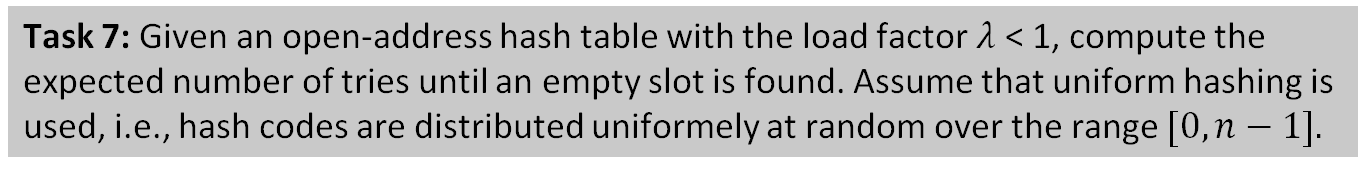 Task 7: Given an open-address hash table with the load factor λ < 1, compute the
expected number of tries until an empty slot is found. Assume that uniform hashing is
used, i.e., hash codes are distributed uniformely at random over the range [0, n − 1].